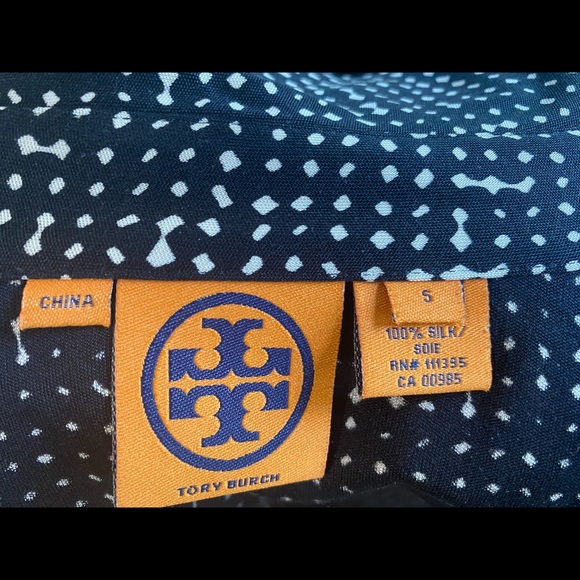 CHINA
TORY BURCH
S
100% SILK/
SOIE
RN# 111395
CA 00985